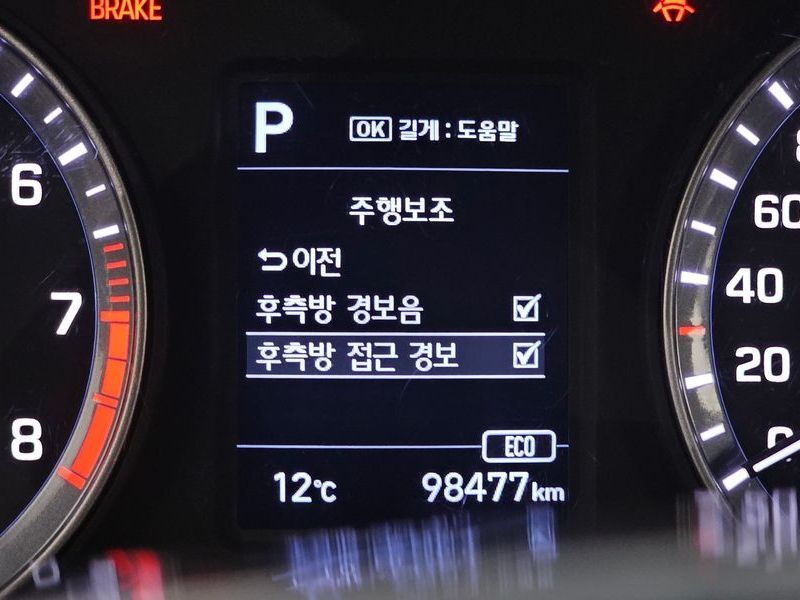 BRAKE
P
OK 길게 : 도움말
주행보조
이전
후측방 경보음
후측방 접근 경보
ECO
12℃ 98477km
6
7
8
60
40
20
0